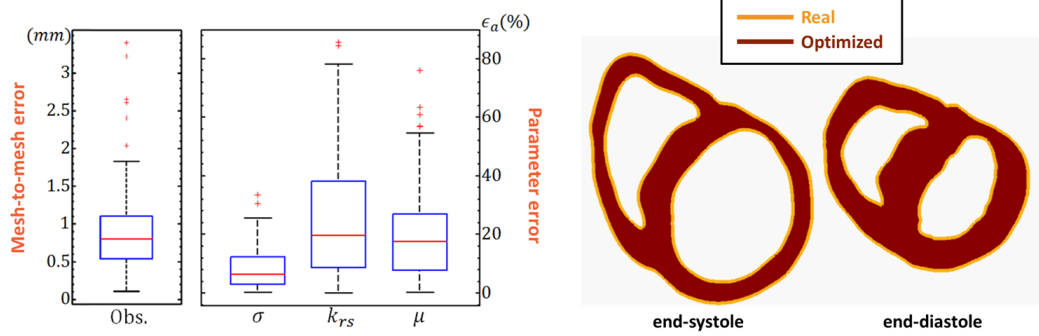 (mm)
Mesh-to-mesh error
3
2.5
2
1.5
1
0.5
0
Obs.
ϵₐ(%)
80
60
40
20
0
Parameter error
σ
kᵣₛ
μ
Real
Optimized
end-systole
end-diastole